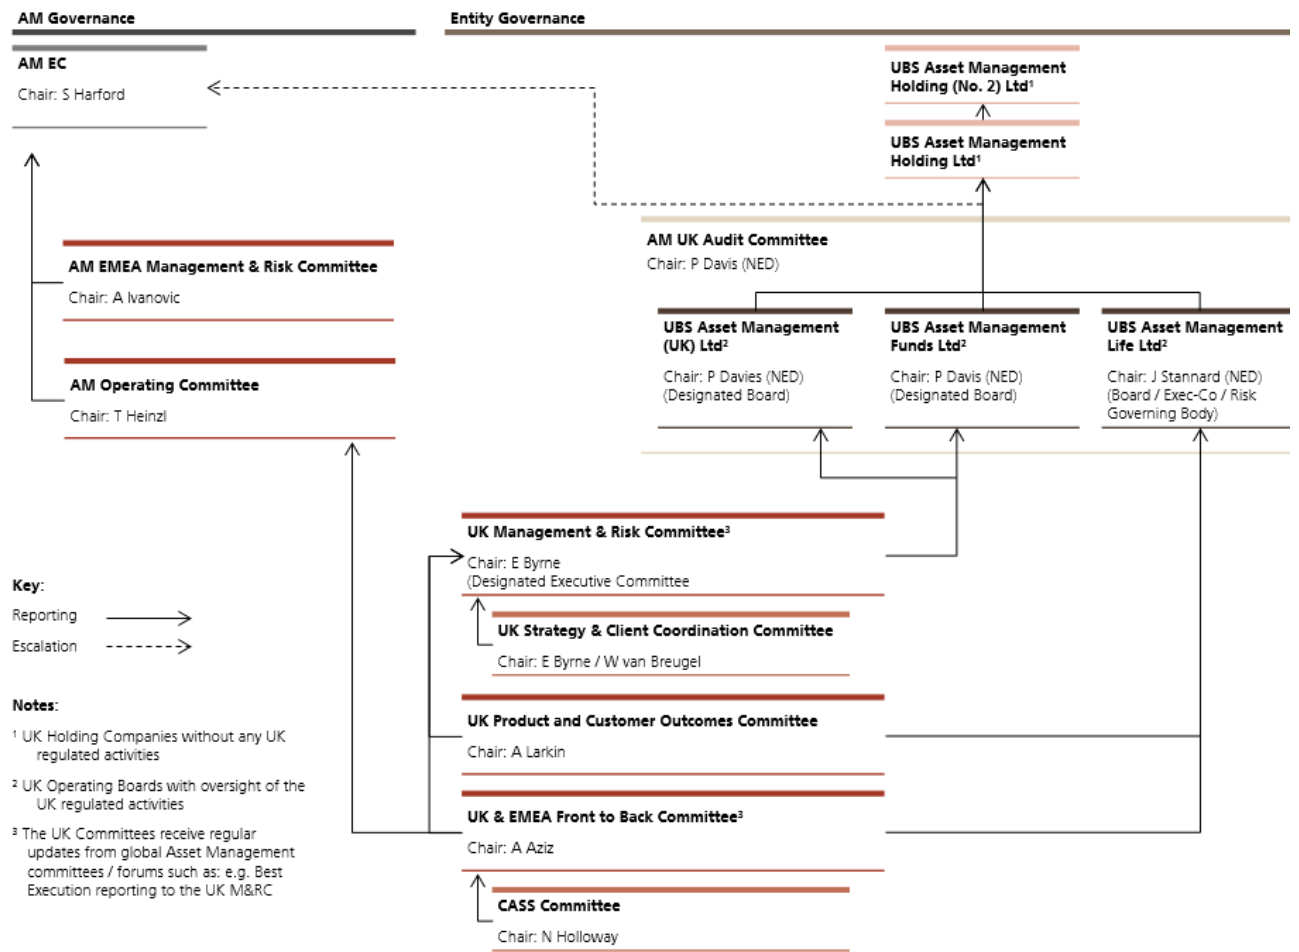 AM Governance
Entity Governance
AM EC
Chair: S Harford
UBS Asset Management
Holding (No. 2) Ltd¹
UBS Asset Management
Holding Ltd¹
AM UK Audit Committee
Chair: P Davis (NED)
AM EMEA Management & Risk Committee
Chair: A Ivanovic
UBS Asset Management
(UK) Ltd²
Chair: P Davies (NED)
(Designated Board)
UBS Asset Management
Funds Ltd²
Chair: P Davis (NED)
(Designated Board)
UBS Asset Management
Life Ltd²
Chair: J Stannard (NED)
(Board / Exec-Co / Risk
Governing Body)
AM Operating Committee
Chair: T Heinzl
UK Management & Risk Committee³
Chair: E Byrne
(Designated Executive Committee
UK Strategy & Client Coordination Committee
Chair: E Byrne / W van Breugel
UK Product and Customer Outcomes Committee
Chair: A Larkin
UK & EMEA Front to Back Committee³
Chair: A Aziz
CASS Committee
Chair: N Holloway
Key:
Reporting
Escalation
Notes:
¹ UK Holding Companies without any UK
regulated activities
² UK Operating Boards with oversight of the
UK regulated activities
³ The UK Committees receive regular
updates from global Asset Management
committees / forums such as: e.g. Best
Execution reporting to the UK M&RC